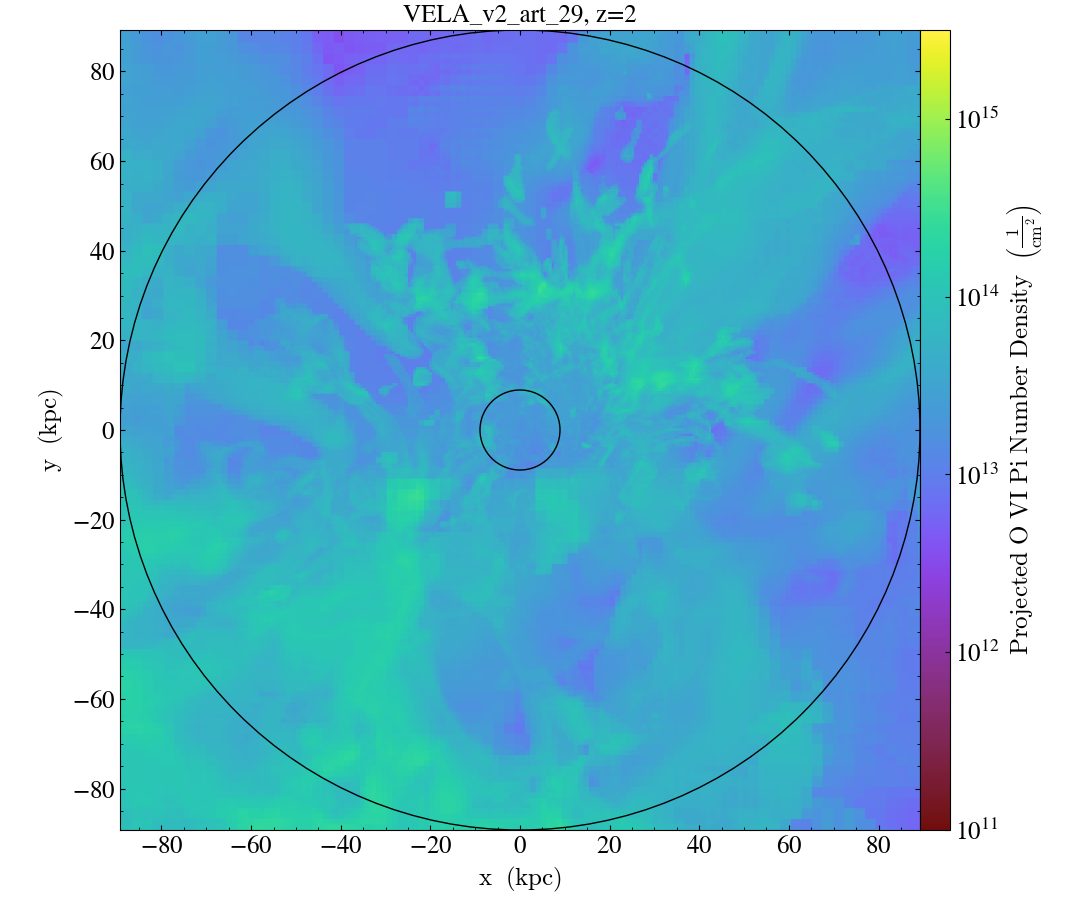 VELA_v2_art_29, z=2
80
60
40
20
0
−20
−40
−60
−80
y (kpc)
−80 −60 −40 −20 0 20 40 60 80
x (kpc)
10^15
10^14
10^13
10^12
10^11
Projected O VI Pi Number Density (1/cm^2)